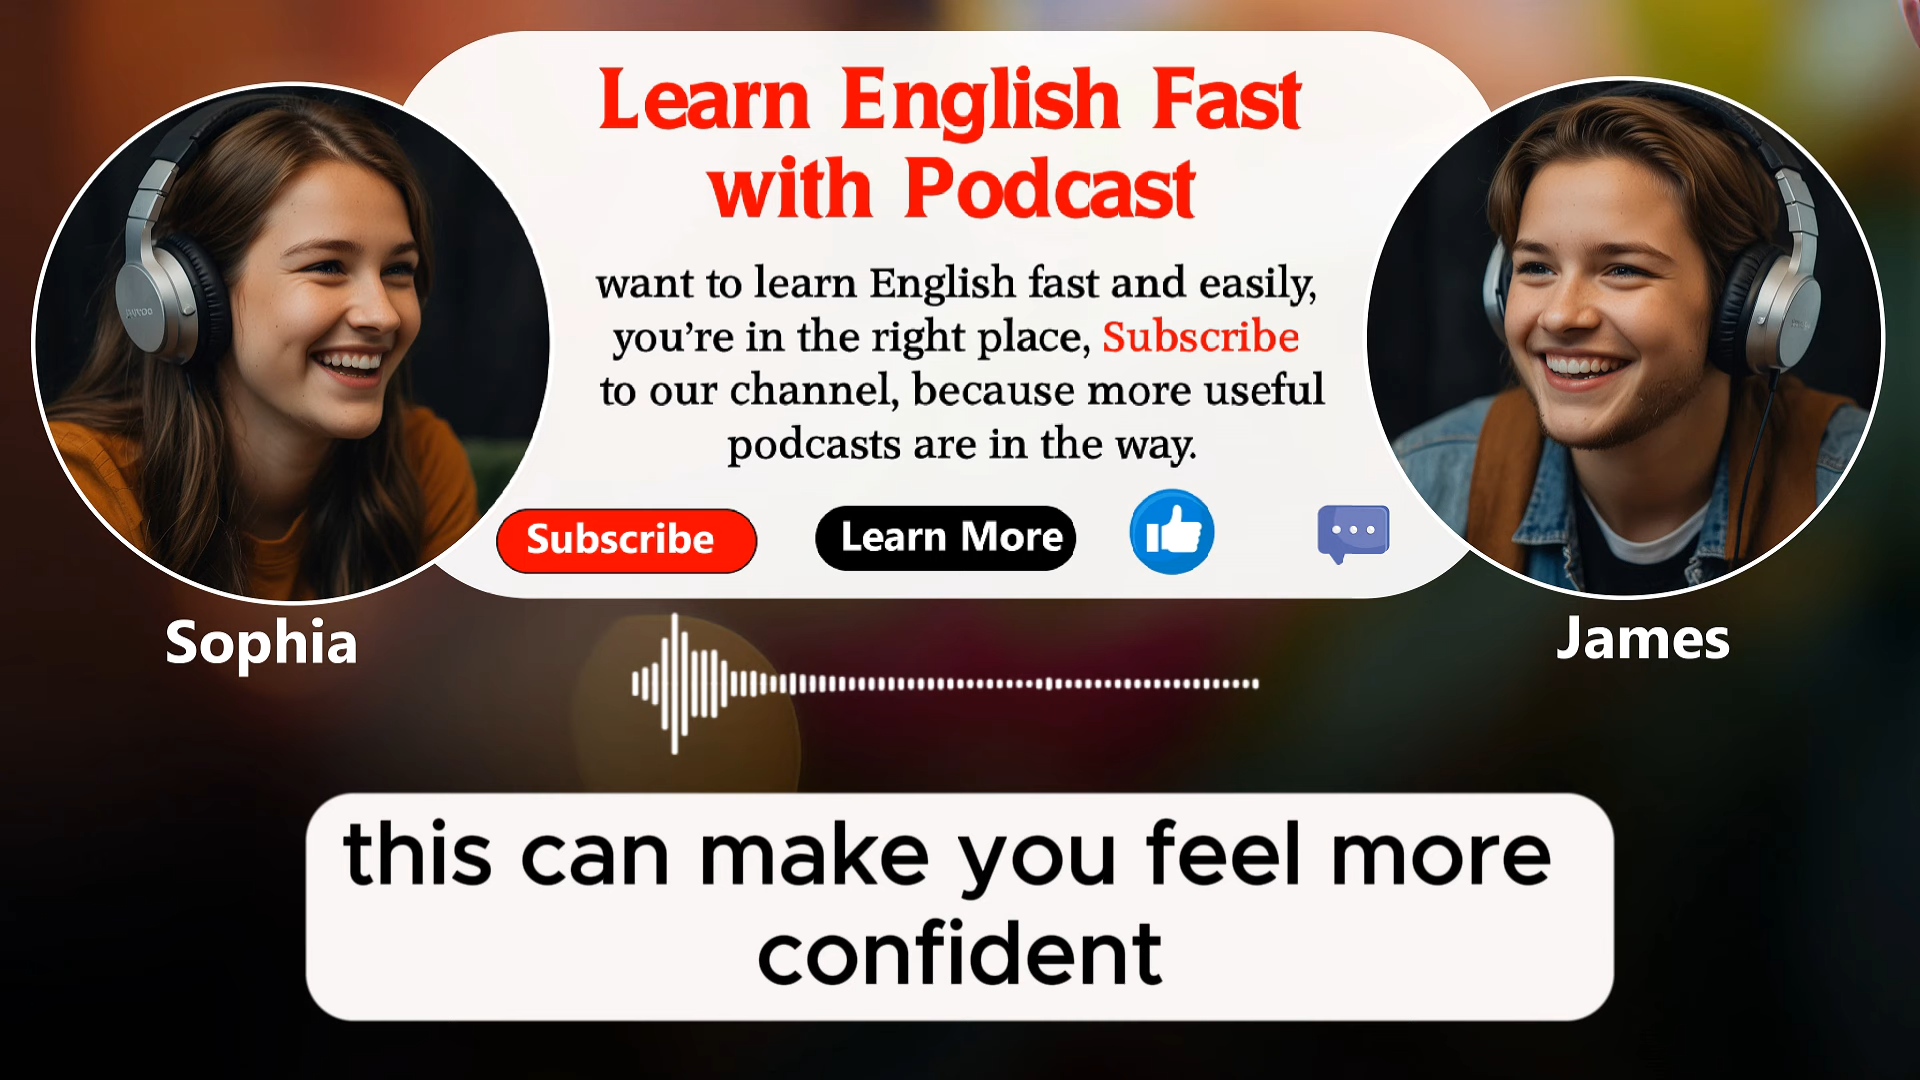 Learn English Fast
with Podcast
want to learn English fast and easily,
you're in the right place, Subscribe
to our channel, because more useful
podcasts are in the way.
Subscribe
Learn More
Sophia
James
this can make you feel more
confident